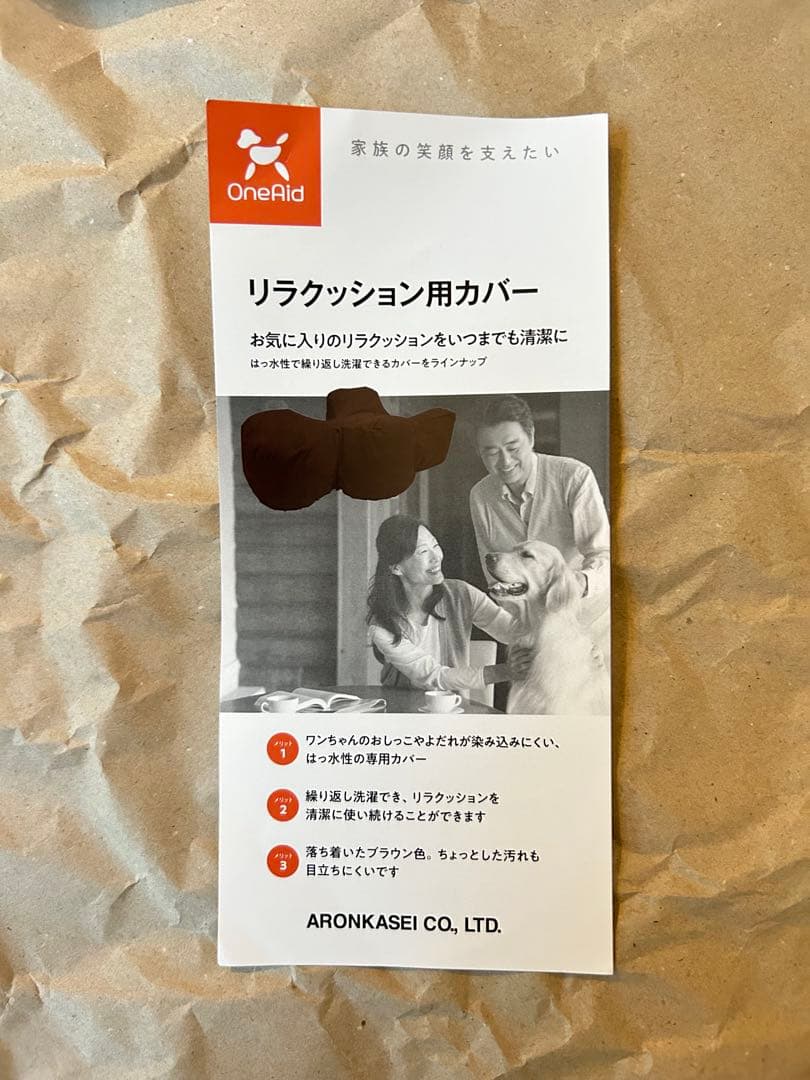 OneAid
家族の笑顔を支えたい
リラクッション用カバー
お気に入りのリラクッションをいつまでも清潔に
はっ水性で繰り返し洗濯できるカバーをラインナップ
メリット
1
ワンちゃんのおしっこやよだれが染み込みにくい、
はっ水性の専用カバー
メリット
2
繰り返し洗濯でき、リラクッションを
清潔に使い続けることができます
メリット
3
落ち着いたブラウン色。ちょっとした汚れも
目立ちにくいです
ARONKASEI CO., LTD.